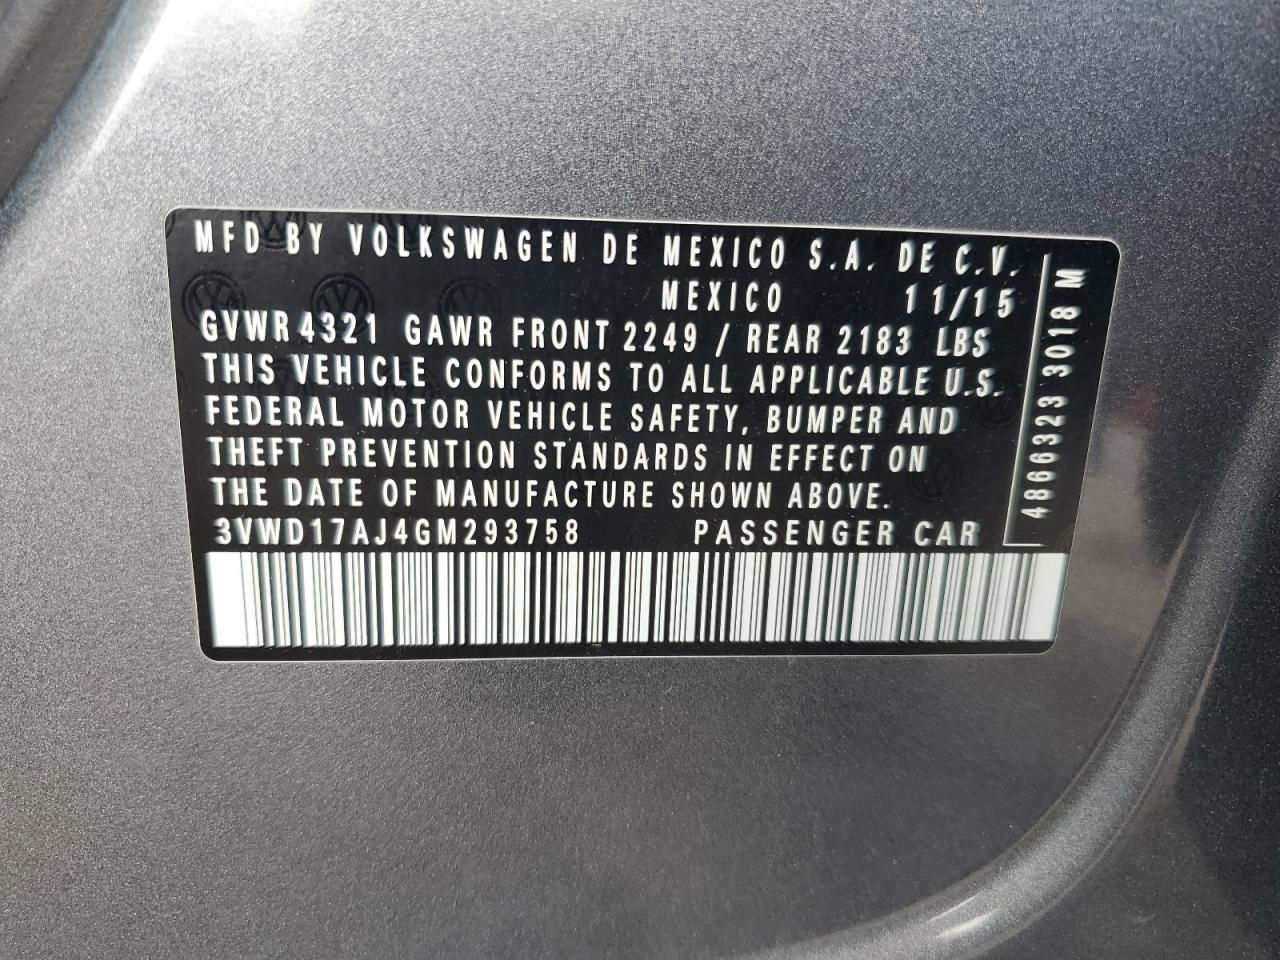 MFD BY VOLKSWAGEN DE MEXICO S.A. DE C.V.
MEXICO 11/15
GVWR 4321 GAWR FRONT 2249 / REAR 2183 LBS
THIS VEHICLE CONFORMS TO ALL APPLICABLE U.S.
FEDERAL MOTOR VEHICLE SAFETY, BUMPER AND
THEFT PREVENTION STANDARDS IN EFFECT ON
THE DATE OF MANUFACTURE SHOWN ABOVE.
3VWD17AJ4GM293758 PASSENGER CAR
4866323 3018 M